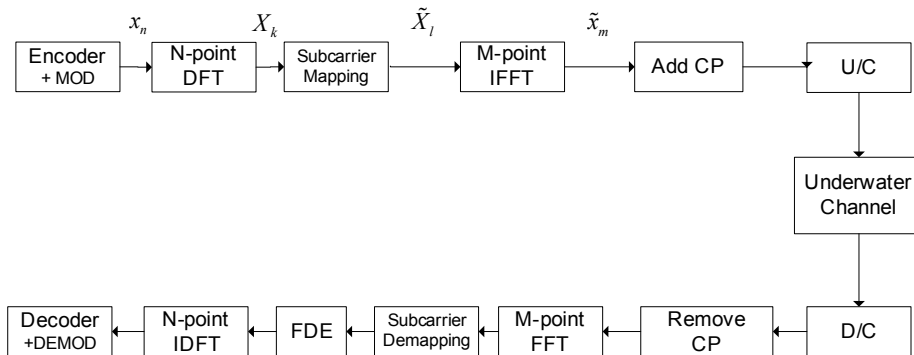 x_n
X_k
X̃_l
x̃_m
Encoder
+ MOD
N-point
DFT
Subcarrier
Mapping
M-point
IFFT
Add CP
U/C
Underwater
Channel
Decoder
+DEMOD
N-point
IDFT
FDE
Subcarrier
Demapping
M-point
FFT
Remove
CP
D/C